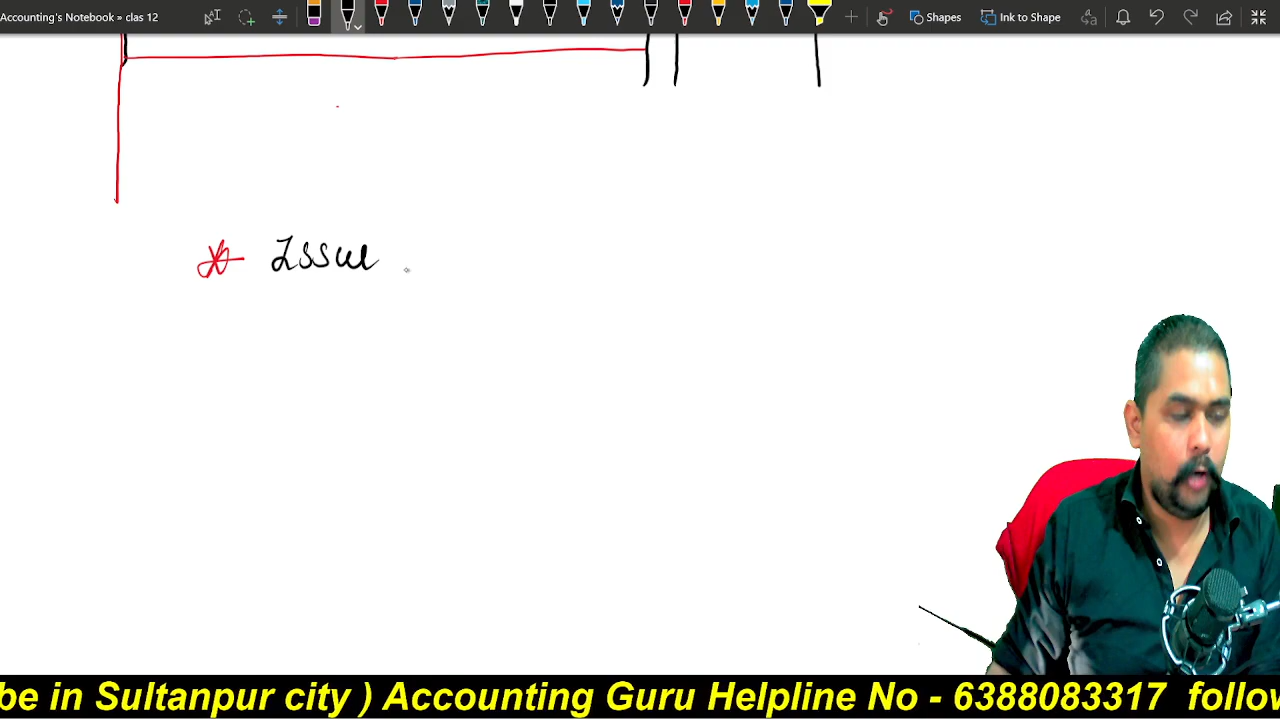 Accounting's Notebook » clas 12
Shapes
Ink to Shape
Issue
be in Sultanpur city ) Accounting Guru Helpline No - 6388083317 follow